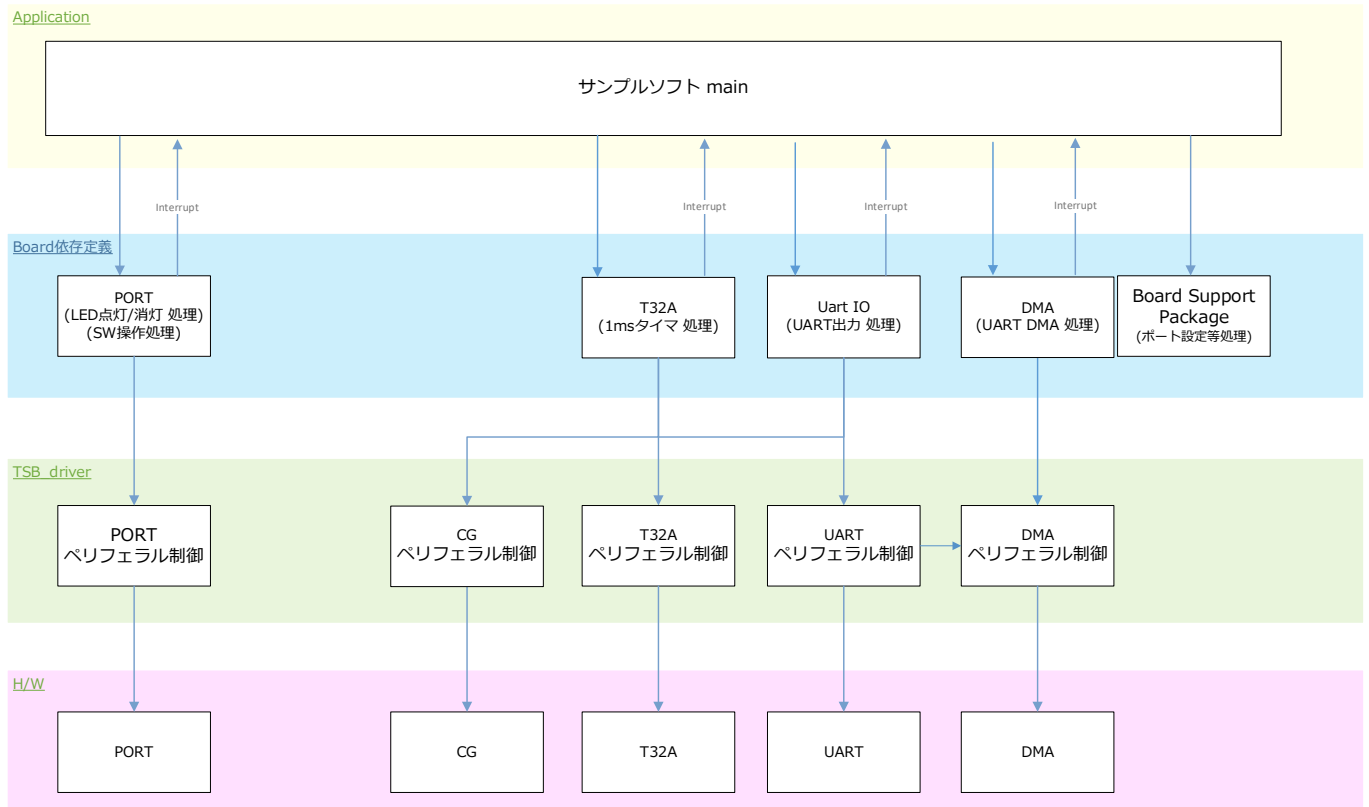 Application
サンプルソフト main
Interrupt
Interrupt
Interrupt
Interrupt
Board依存定義
PORT
(LED点灯/消灯 処理)
(SW操作処理)
T32A
(1msタイマ 処理)
Uart IO
(UART出力 処理)
DMA
(UART DMA 処理)
Board Support
Package
(ポート設定等処理)
TSB_driver
PORT
ペリフェラル制御
CG
ペリフェラル制御
T32A
ペリフェラル制御
UART
ペリフェラル制御
DMA
ペリフェラル制御
H/W
PORT
CG
T32A
UART
DMA